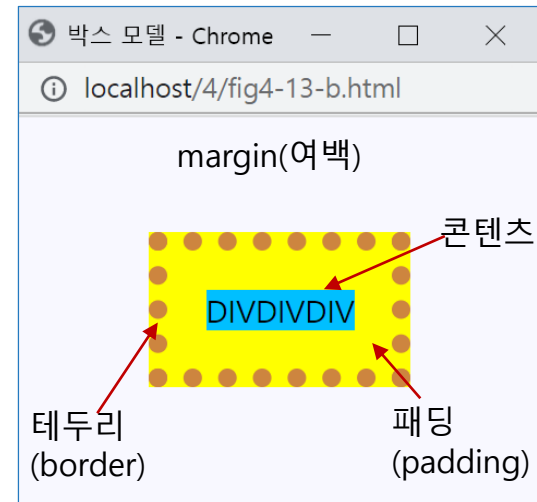 박스 모델 - Chrome
localhost/4/fig4-13-b.html
margin(여백)
콘텐츠
DIVDIVDIV
테두리
(border)
패딩
(padding)